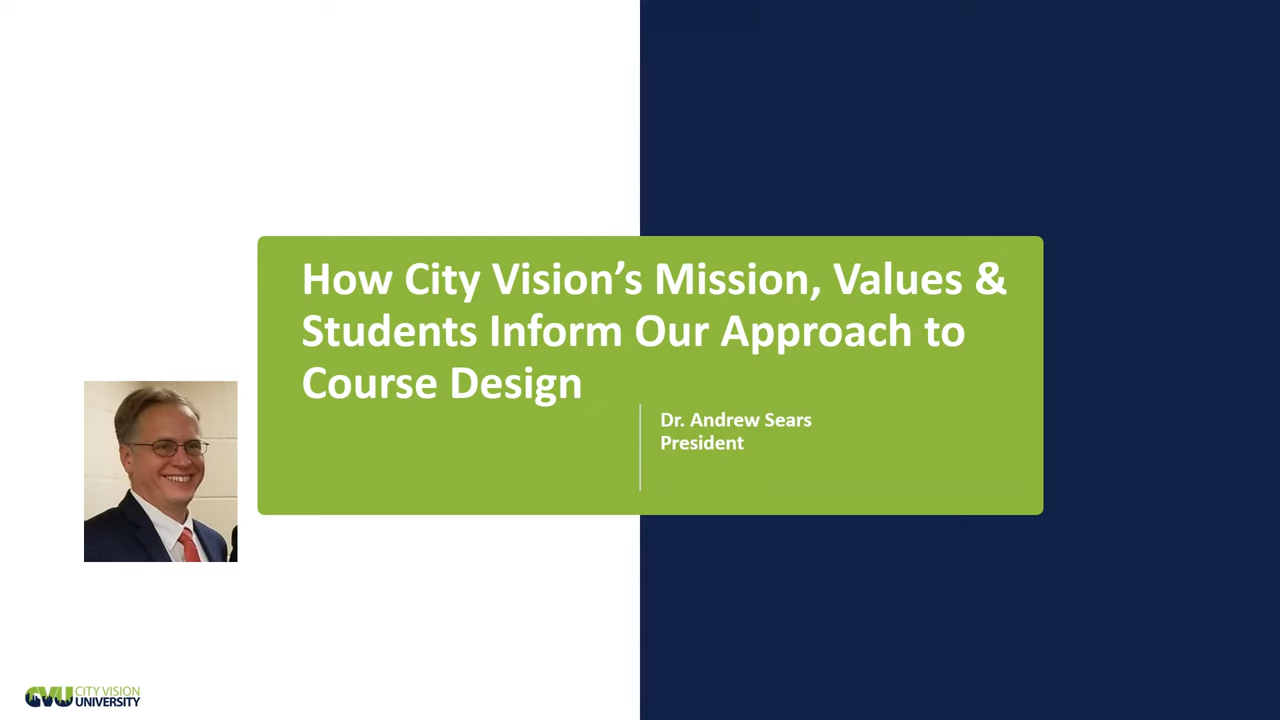 How City Vision’s Mission, Values &
Students Inform Our Approach to
Course Design
Dr. Andrew Sears
President
CVU CITY VISION
UNIVERSITY